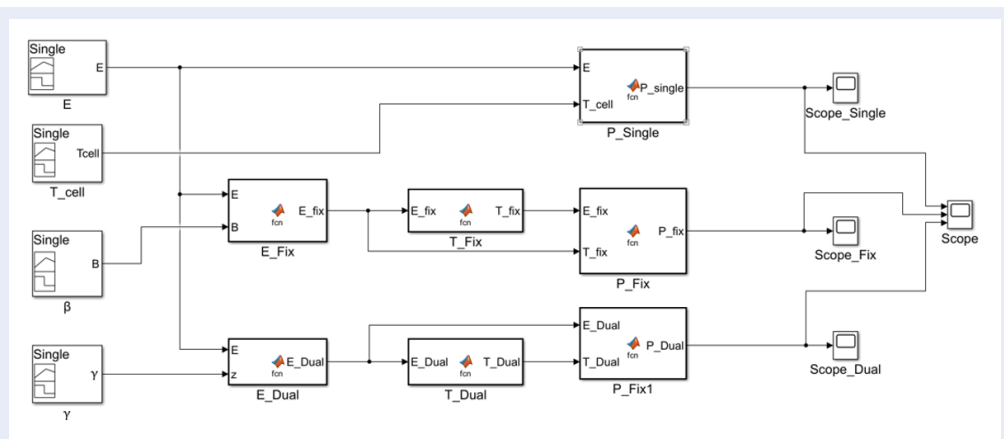 Single
E
E
E
T_cell
fcn
P_single
P_Single
Scope_Single
Single
Tcell
T_cell
E
B
fcn
E_fix
E_Fix
E_fix
fcn
T_fix
T_Fix
E_fix
T_fix
fcn
P_fix
P_Fix
Scope_Fix
Scope
Single
B
β
E
z
fcn
E_Dual
E_Dual
E_Dual
fcn
T_Dual
T_Dual
E_Dual
T_Dual
fcn
P_Dual
P_Fix1
Scope_Dual
Single
γ
γ